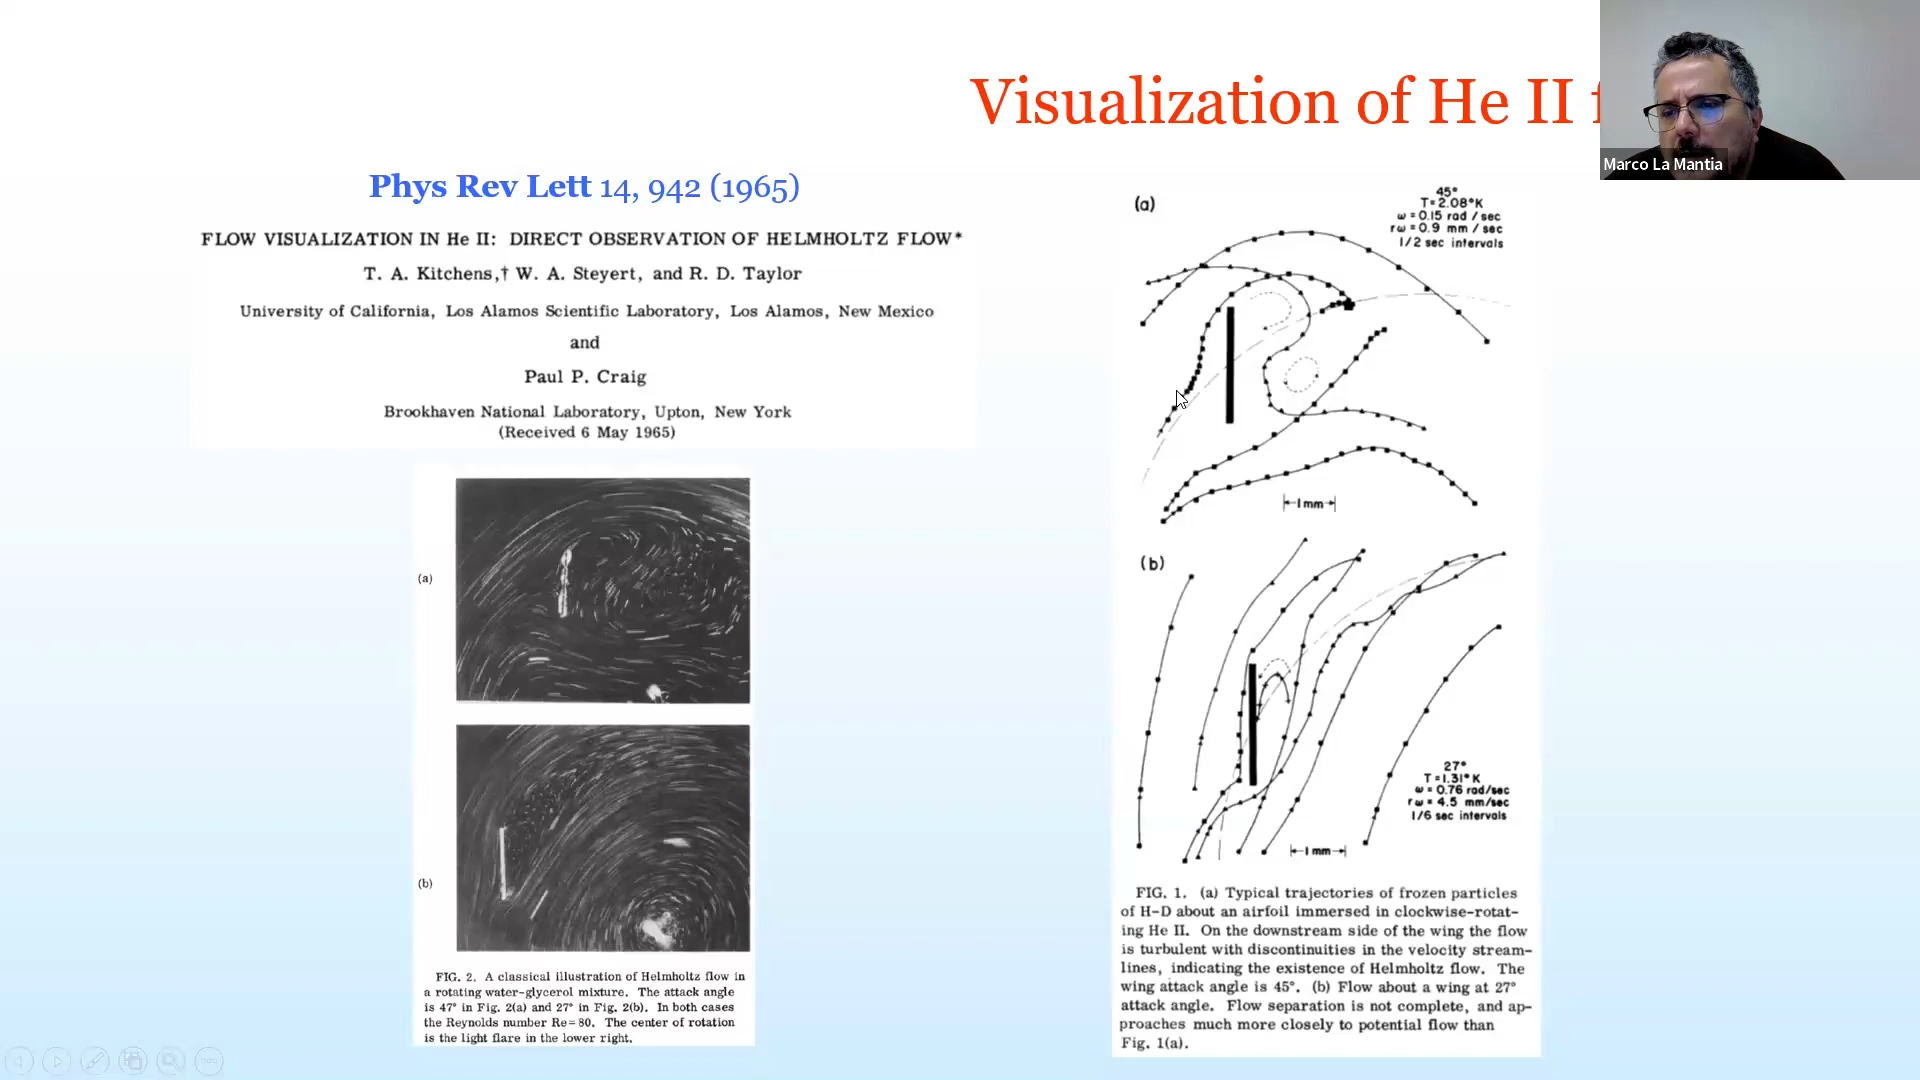 Visualization of He II
Marco La Mantia
Phys Rev Lett 14, 942 (1965)
FLOW VISUALIZATION IN He II: DIRECT OBSERVATION OF HELMHOLTZ FLOW*
T. A. Kitchens,† W. A. Steyert, and R. D. Taylor
University of California, Los Alamos Scientific Laboratory, Los Alamos, New Mexico
and
Paul P. Craig
Brookhaven National Laboratory, Upton, New York
(Received 6 May 1965)
(a)
(b)
FIG. 2. A classical illustration of Helmholtz flow in
a rotating water-glycerol mixture. The attack angle
is 47° in Fig. 2(a) and 27° in Fig. 2(b). In both cases
the Reynolds number Re=80. The center of rotation
is the light flare in the lower right.
(a)
45°
T=2.08°K
ω=0.15 rad/sec
rω=0.9 mm/sec
1/2 sec intervals
1mm
(b)
27°
T=1.31°K
ω=0.76 rad/sec
rω=4.5 mm/sec
1/6 sec intervals
1mm
FIG. 1. (a) Typical trajectories of frozen particles
of H-D about an airfoil immersed in clockwise-rotat-
ing He II. On the downstream side of the wing the flow
is turbulent with discontinuities in the velocity stream-
lines, indicating the existence of Helmholtz flow. The
wing attack angle is 45°. (b) Flow about a wing at 27°
attack angle. Flow separation is not complete, and ap-
proaches much more closely to potential flow than
Fig. 1(a).